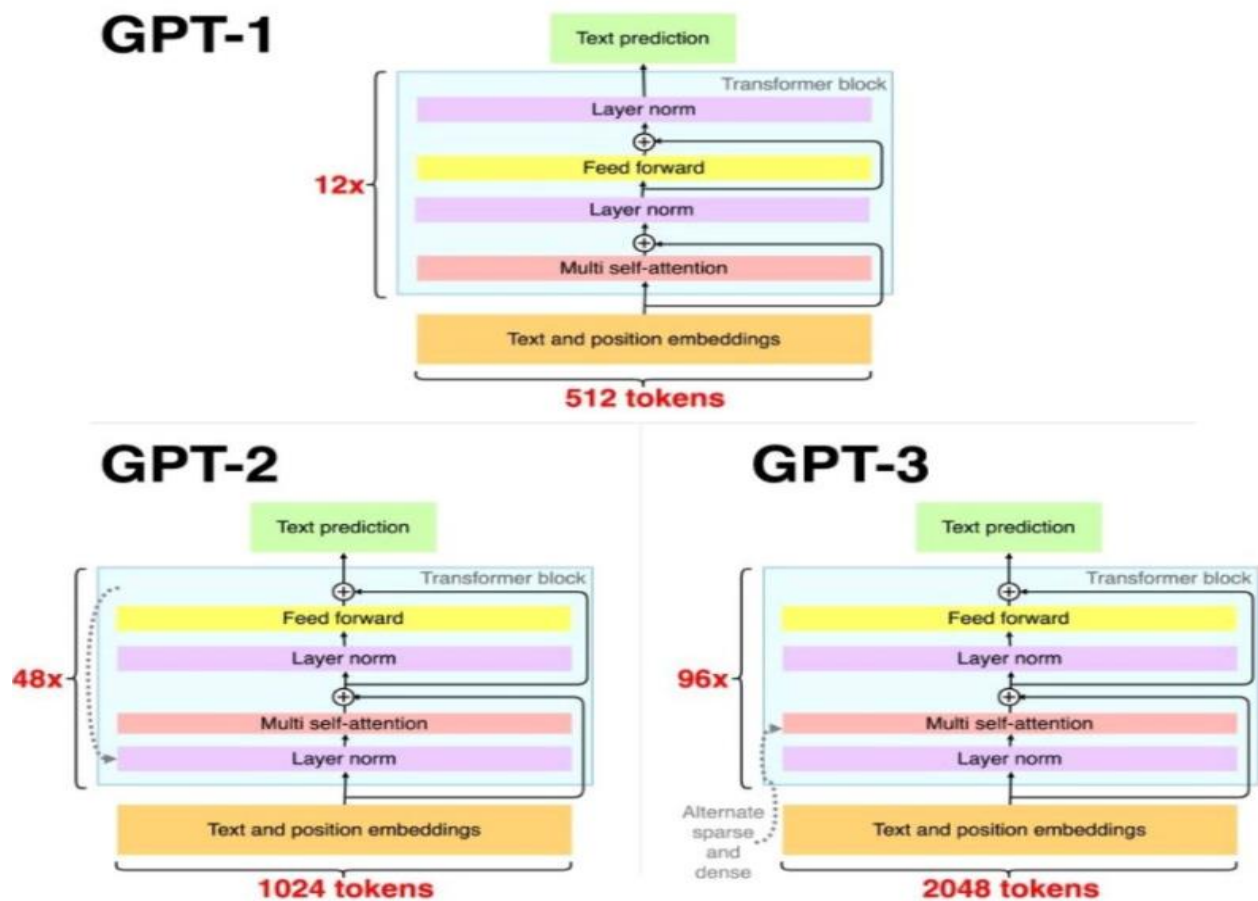 GPT-1
Text prediction
Transformer block
Layer norm
Feed forward
12x
Layer norm
Multi self-attention
Text and position embeddings
512 tokens
GPT-2
Text prediction
Transformer block
Feed forward
Layer norm
48x
Multi self-attention
Layer norm
Text and position embeddings
1024 tokens
GPT-3
Text prediction
Transformer block
Feed forward
Layer norm
96x
Multi self-attention
Layer norm
Alternate
sparse
and
dense
Text and position embeddings
2048 tokens